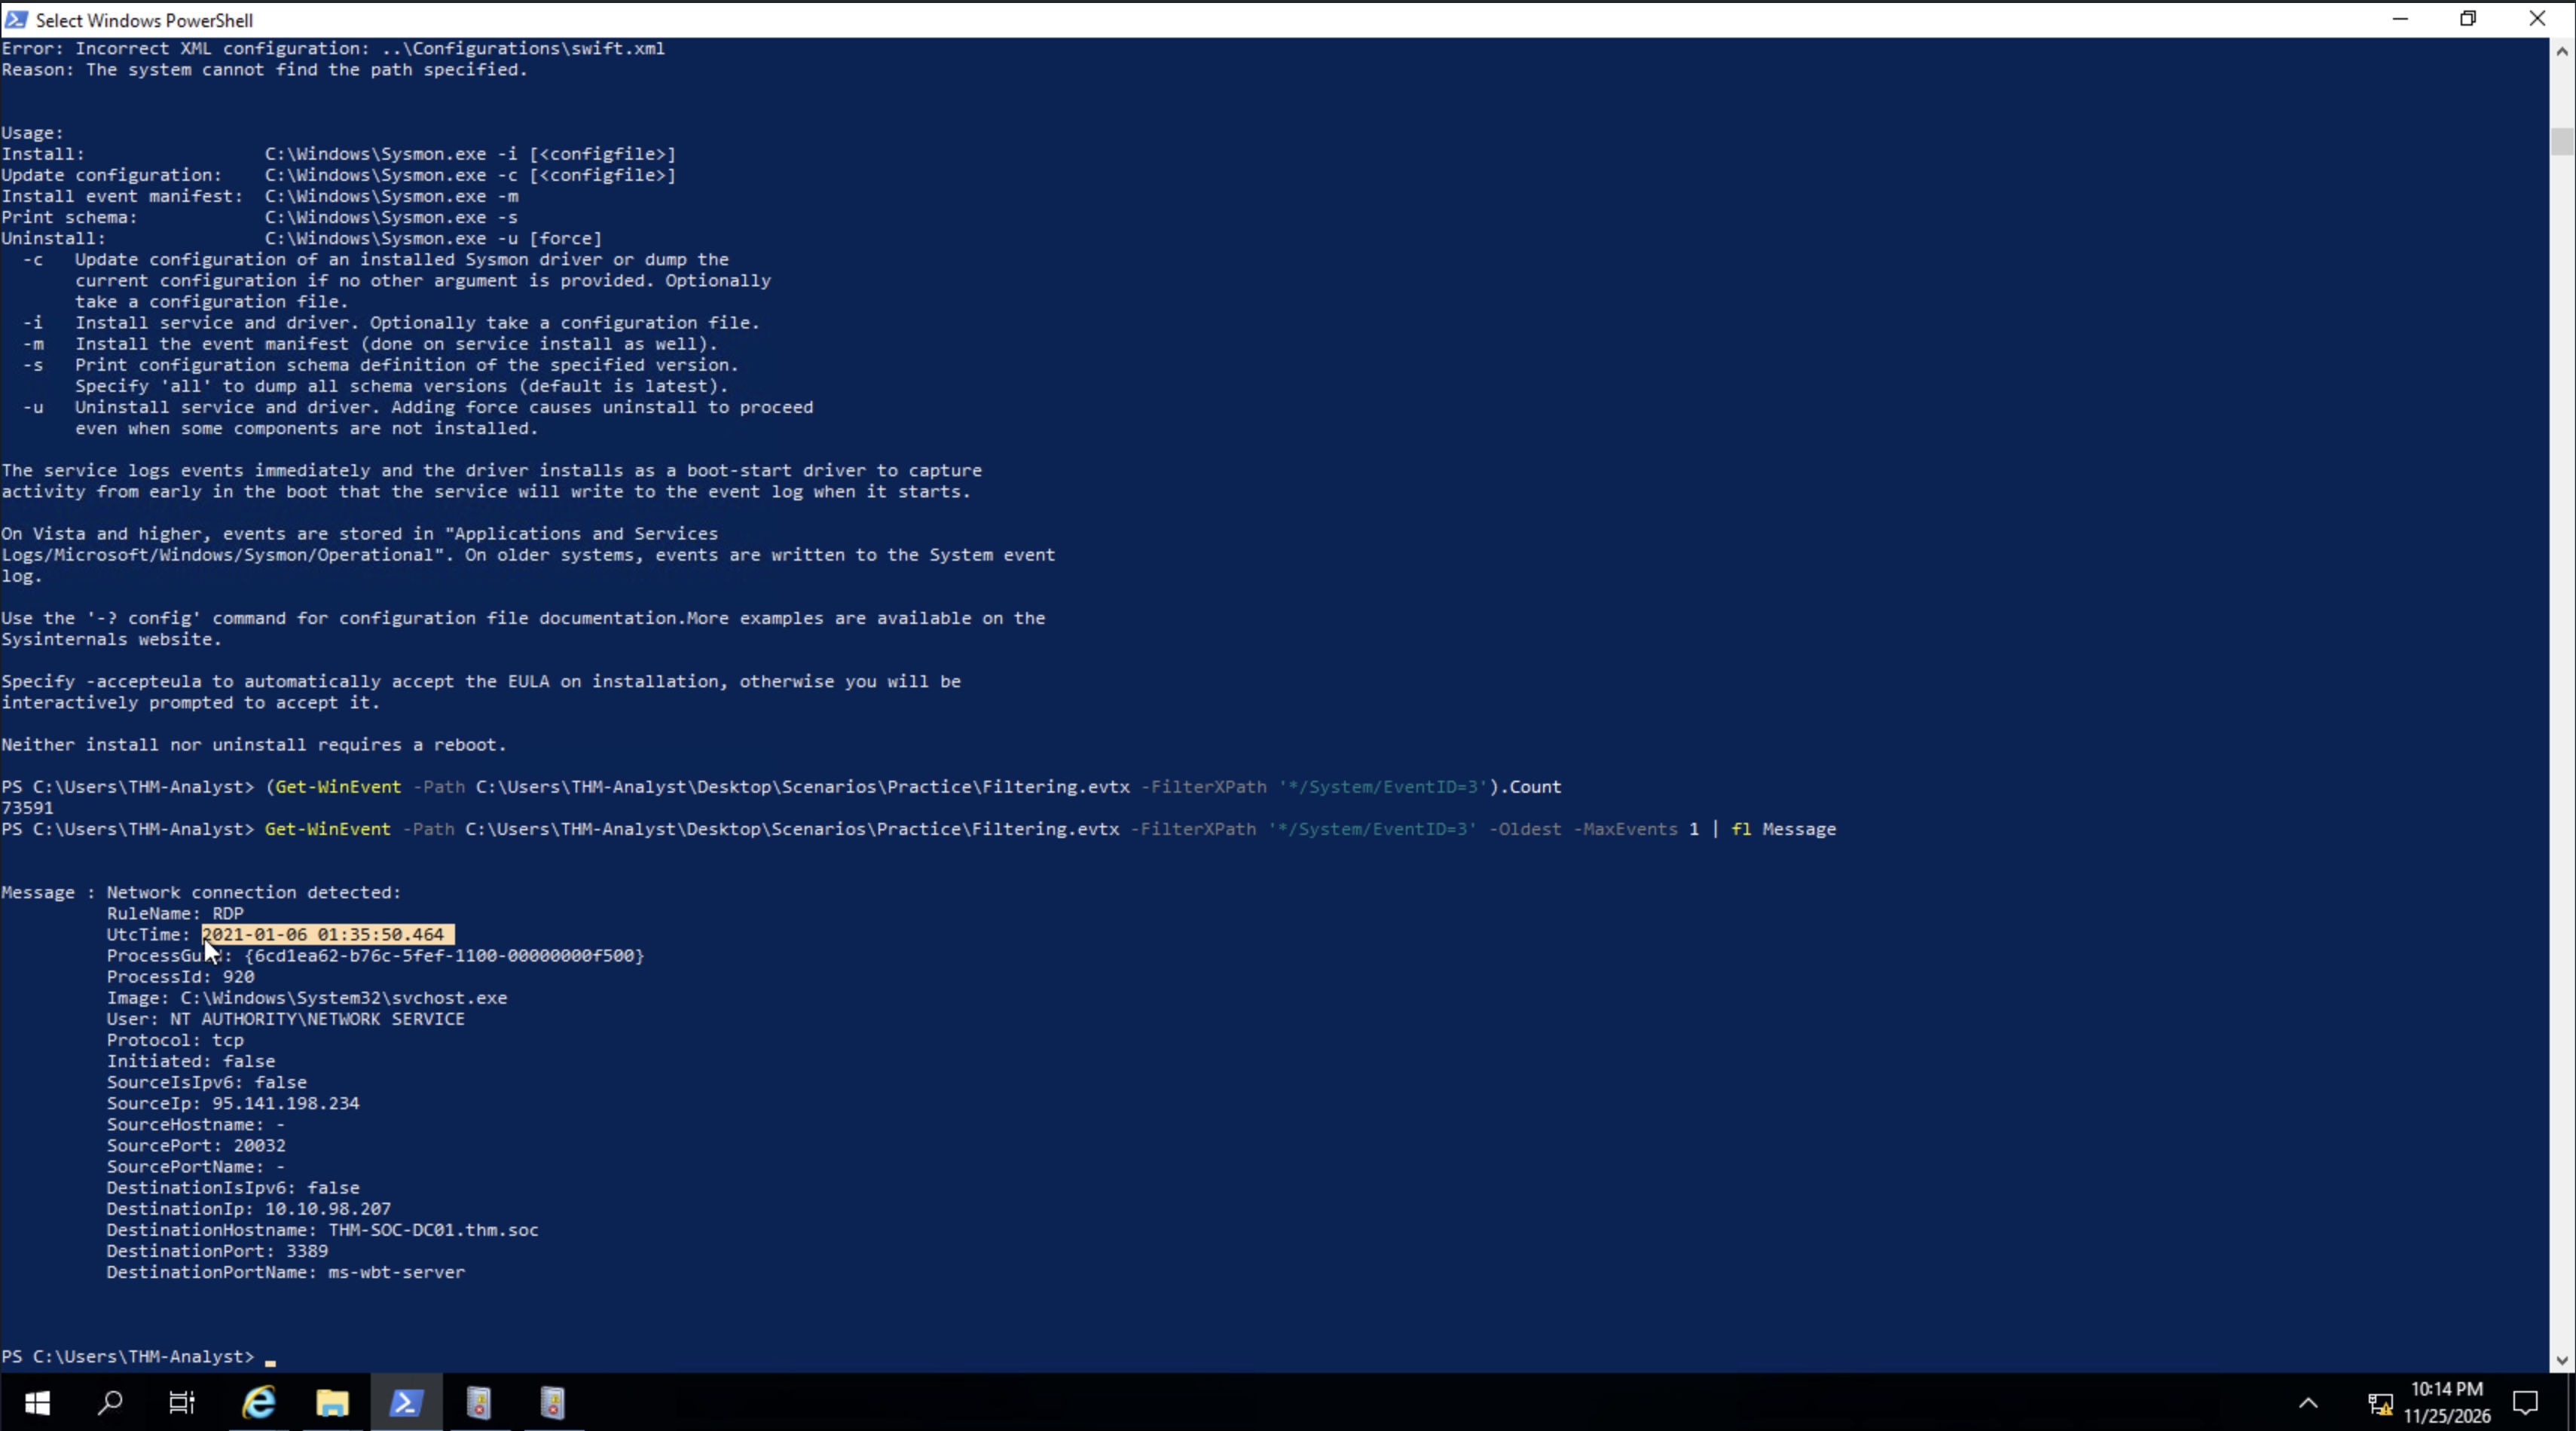 Select Windows PowerShell
Error: Incorrect XML configuration: ..\Configurations\swift.xml
Reason: The system cannot find the path specified.
Usage:
Install:                 C:\Windows\Sysmon.exe -i [<configfile>]
Update configuration:    C:\Windows\Sysmon.exe -c [<configfile>]
Install event manifest:  C:\Windows\Sysmon.exe -m
Print schema:            C:\Windows\Sysmon.exe -s
Uninstall:               C:\Windows\Sysmon.exe -u [force]
  -c   Update configuration of an installed Sysmon driver or dump the
       current configuration if no other argument is provided. Optionally
       take a configuration file.
  -i   Install service and driver. Optionally take a configuration file.
  -m   Install the event manifest (done on service install as well).
  -s   Print configuration schema definition of the specified version.
       Specify 'all' to dump all schema versions (default is latest).
  -u   Uninstall service and driver. Adding force causes uninstall to proceed
       even when some components are not installed.
The service logs events immediately and the driver installs as a boot-start driver to capture
activity from early in the boot that the service will write to the event log when it starts.
On Vista and higher, events are stored in "Applications and Services
Logs/Microsoft/Windows/Sysmon/Operational". On older systems, events are written to the System event
log.
Use the '-? config' command for configuration file documentation.More examples are available on the
Sysinternals website.
Specify -accepteula to automatically accept the EULA on installation, otherwise you will be
interactively prompted to accept it.
Neither install nor uninstall requires a reboot.
PS C:\Users\THM-Analyst> (Get-WinEvent -Path C:\Users\THM-Analyst\Desktop\Scenarios\Practice\Filtering.evtx -FilterXPath '*/System/EventID=3').Count
73591
PS C:\Users\THM-Analyst> Get-WinEvent -Path C:\Users\THM-Analyst\Desktop\Scenarios\Practice\Filtering.evtx -FilterXPath '*/System/EventID=3' -Oldest -MaxEvents 1 | fl Message
Message : Network connection detected:
          RuleName: RDP
          UtcTime: 2021-01-06 01:35:50.464
          ProcessGuid: {6cd1ea62-b76c-5fef-1100-00000000f500}
          ProcessId: 920
          Image: C:\Windows\System32\svchost.exe
          User: NT AUTHORITY\NETWORK SERVICE
          Protocol: tcp
          Initiated: false
          SourceIsIpv6: false
          SourceIp: 95.141.198.234
          SourceHostname: -
          SourcePort: 20032
          SourcePortName: -
          DestinationIsIpv6: false
          DestinationIp: 10.10.98.207
          DestinationHostname: THM-SOC-DC01.thm.soc
          DestinationPort: 3389
          DestinationPortName: ms-wbt-server
PS C:\Users\THM-Analyst>
10:14 PM
11/25/2026